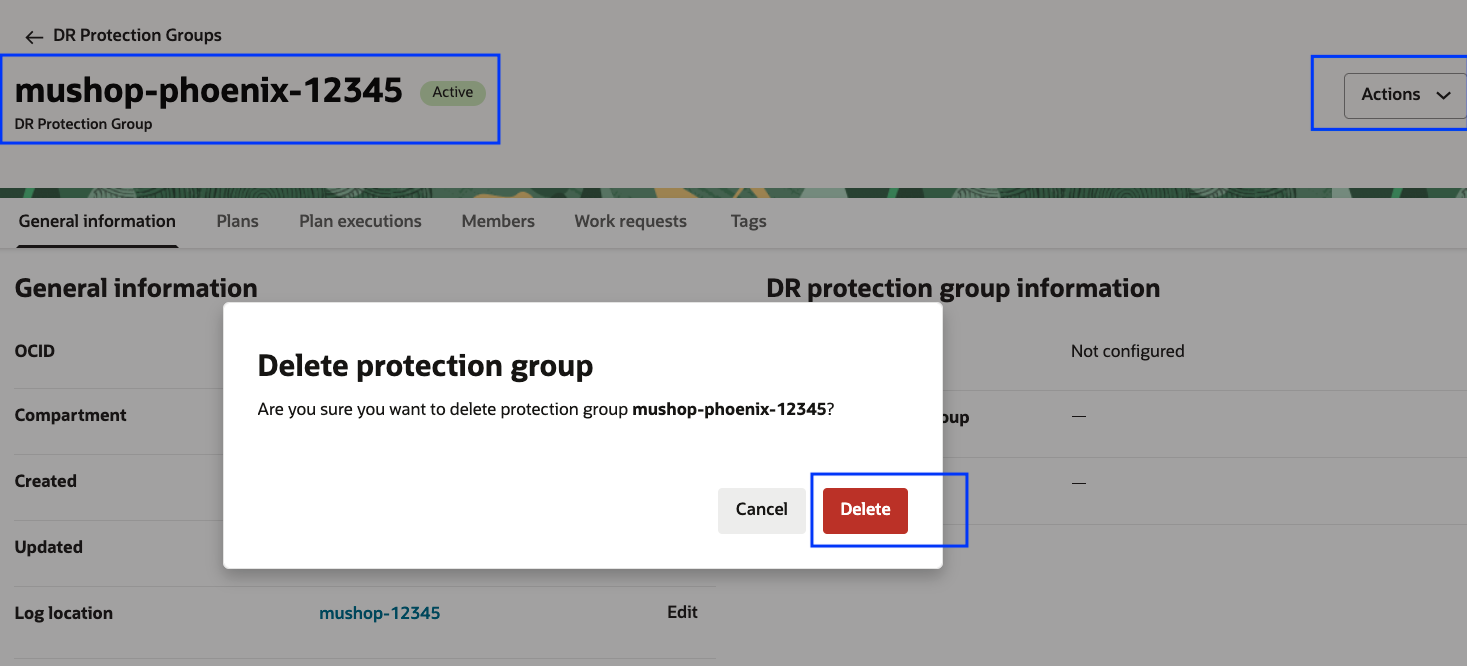 DR Protection Groups
mushop-phoenix-12345 Active
DR Protection Group
Actions
General information Plans Plan executions Members Work requests Tags
General information
DR protection group information
OCID
Not configured
Compartment
oup —
Created
—
Updated
Log location mushop-12345 Edit
Delete protection group
Are you sure you want to delete protection group mushop-phoenix-12345?
Cancel Delete